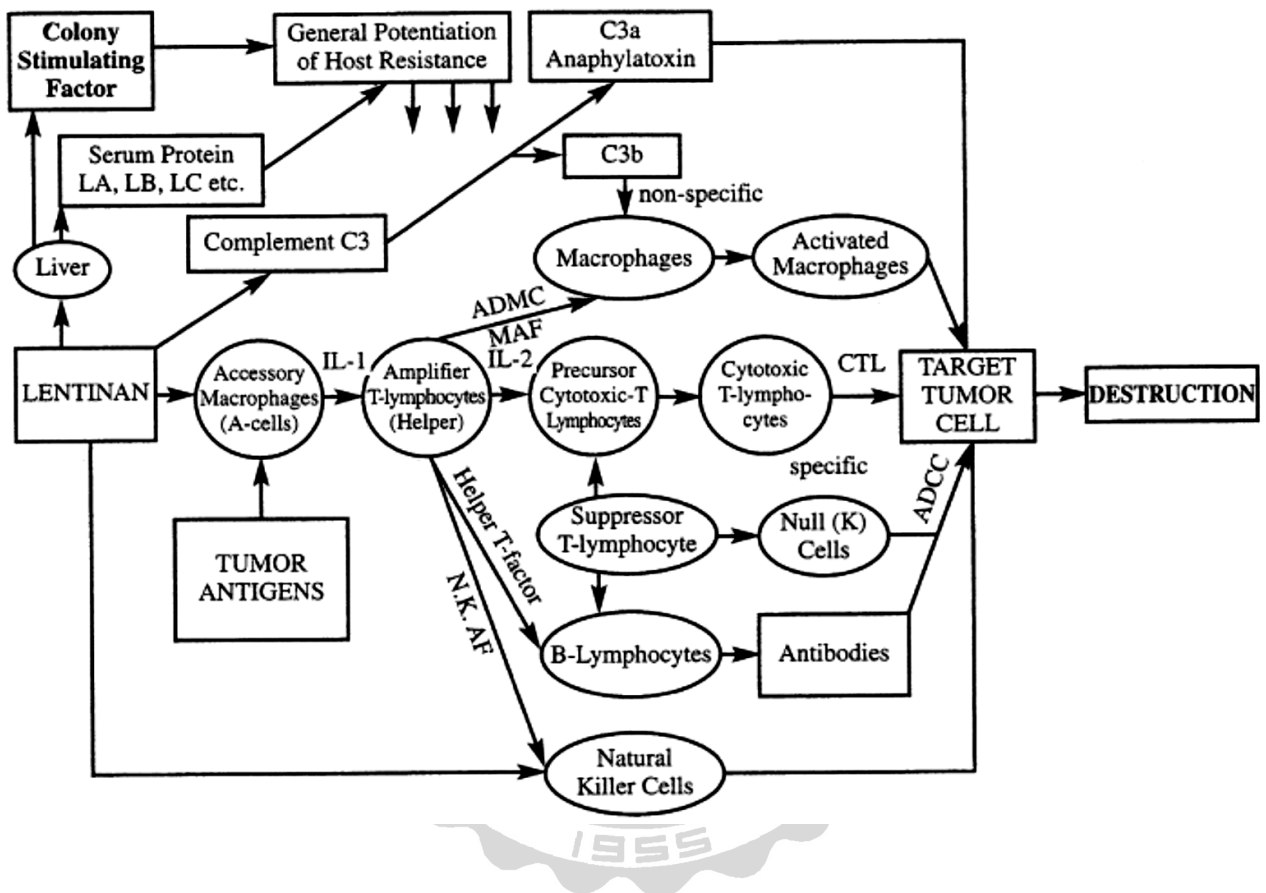 Colony
Stimulating
Factor
General Potentiation
of Host Resistance
C3a
Anaphylatoxin
Serum Protein
LA, LB, LC etc.
C3b
non-specific
Complement C3
Liver
Macrophages
Activated
Macrophages
ADMC
MAF
LENTINAN
Accessory
Macrophages
(A-cells)
IL-1
Amplifier
T-lymphocytes
(Helper)
IL-2
Precursor
Cytotoxic-T
Lymphocytes
Cytotoxic
T-lympho-
cytes
CTL
TARGET
TUMOR
CELL
DESTRUCTION
specific
ADCC
Helper T-factor
N.K. AF
Suppressor
T-lymphocyte
Null (K)
Cells
TUMOR
ANTIGENS
B-Lymphocytes
Antibodies
Natural
Killer Cells
1955